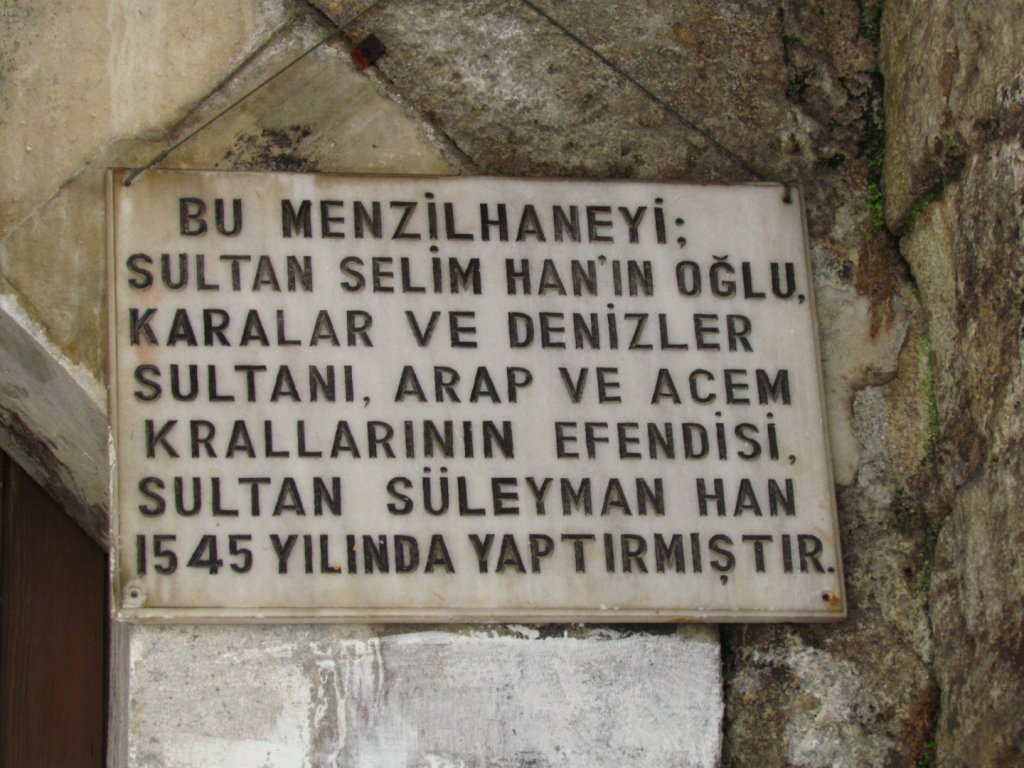 BU MENZİLHANEYİ;
SULTAN SELİM HAN'IN OĞLU,
KARALAR VE DENİZLER
SULTANI, ARAP VE ACEM
KRALLARININ EFENDİSİ,
SULTAN SÜLEYMAN HAN
1545 YILINDA YAPTIRMIŞTIR.